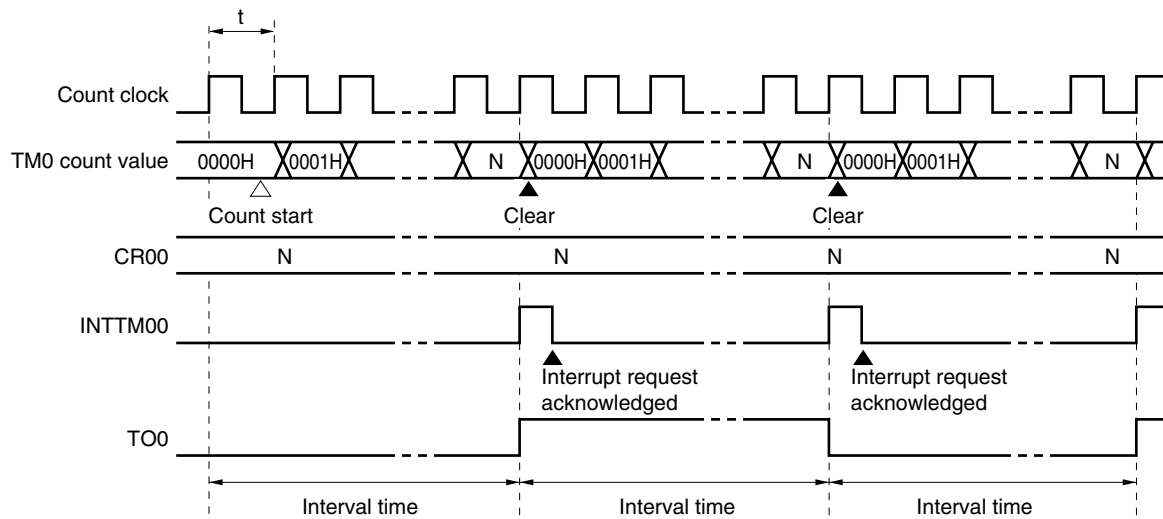 t
Count clock
TM0 count value 0000H 0001H N 0000H 0001H N 0000H 0001H N
Count start Clear Clear
CR00 N N N N
INTTM00
Interrupt request acknowledged Interrupt request acknowledged
TO0
Interval time Interval time Interval time